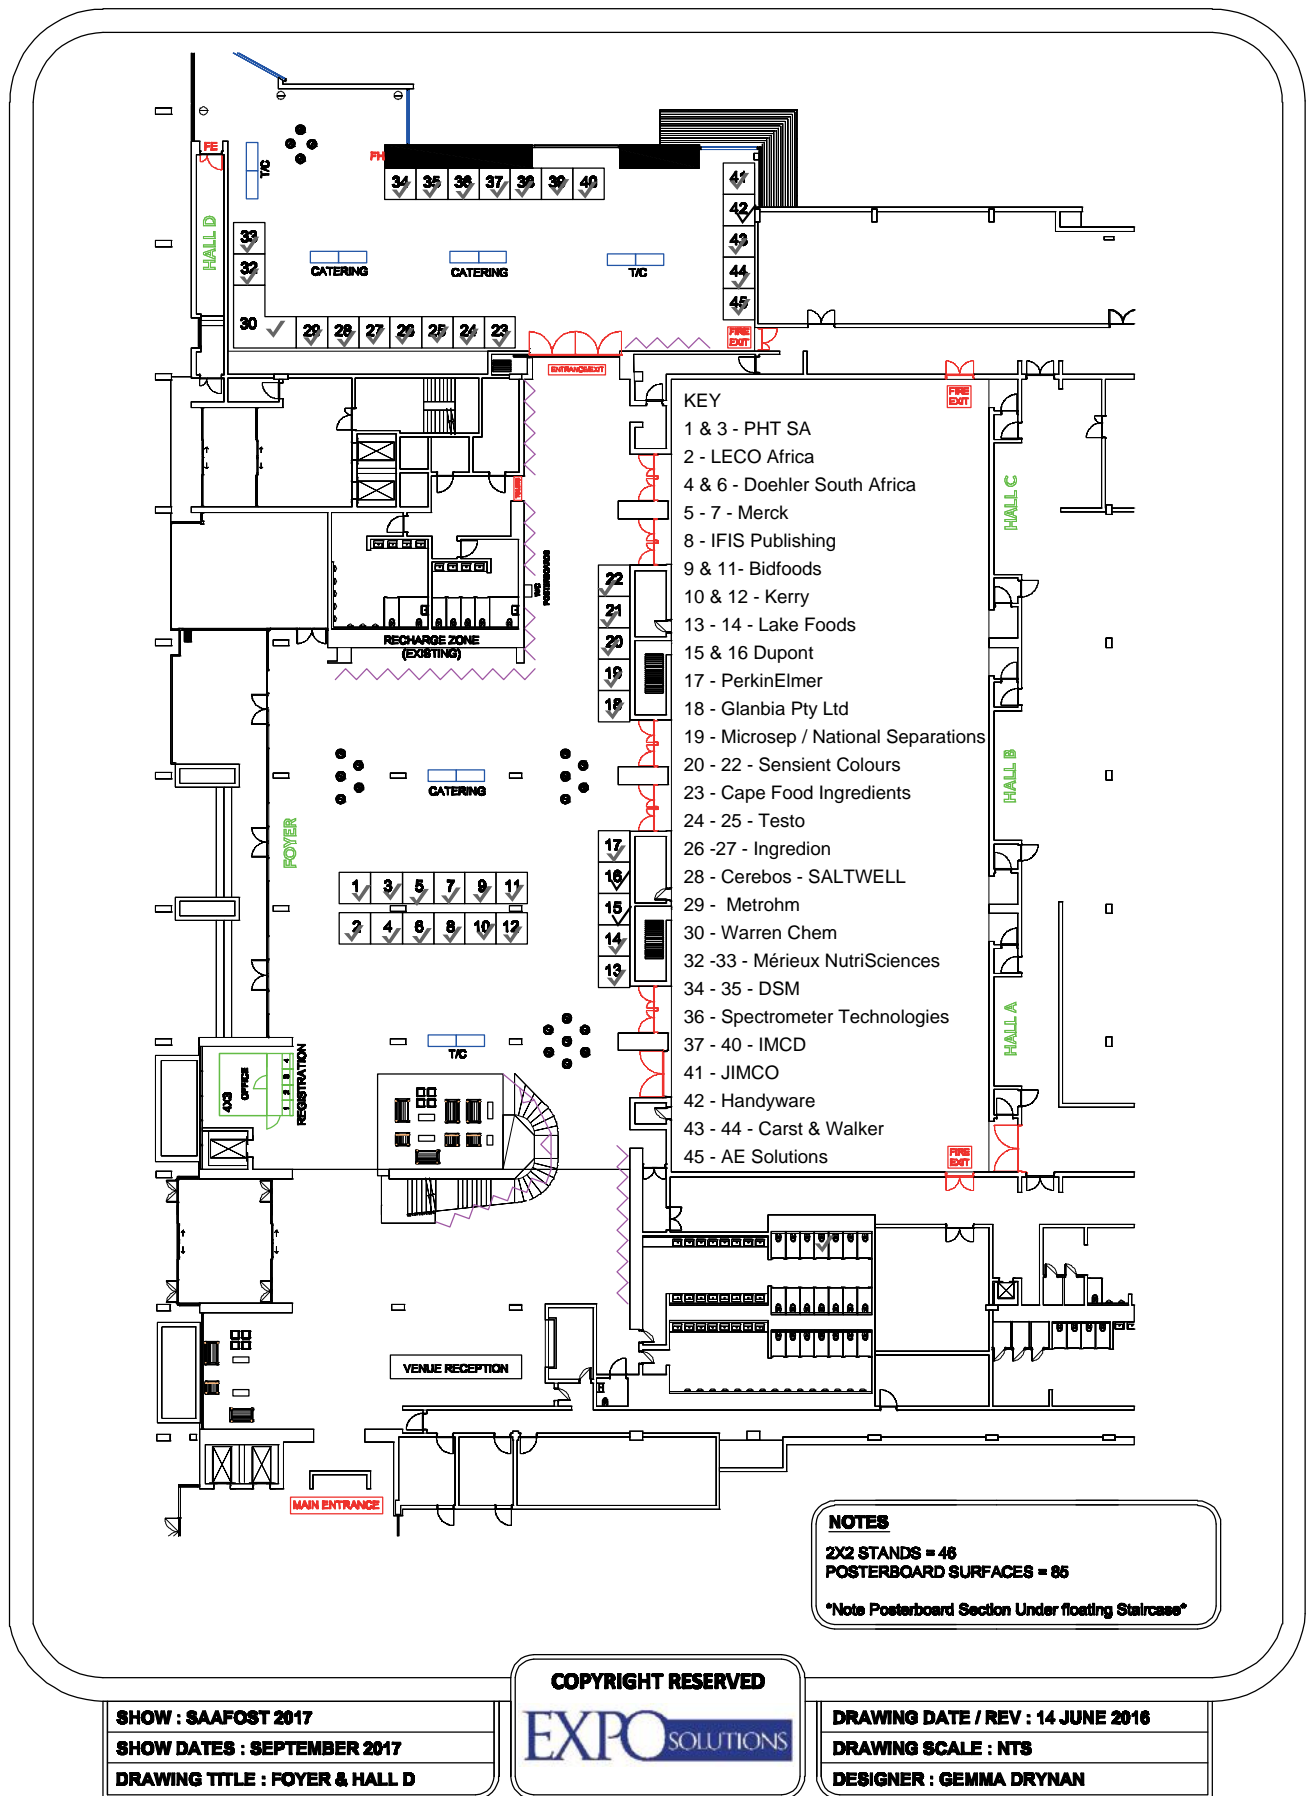 FE
T/C
FH
34 35 36 37 38 39 40
41
42
43
44
45
HALL D
33
32
30
29 28 27 26 25 24 23
CATERING
CATERING
T/C
FIRE
EXIT
ENTRANCE/EXIT
FIRE
EXIT
KEY
1 & 3 - PHT SA
2 - LECO Africa
4 & 6 - Doehler South Africa
5 - 7 - Merck
8 - IFIS Publishing
9 & 11- Bidfoods
10 & 12 - Kerry
13 - 14 - Lake Foods
15 & 16 Dupont
17 - PerkinElmer
18 - Glanbia Pty Ltd
19 - Microsep / National Separations
20 - 22 - Sensient Colours
23 - Cape Food Ingredients
24 - 25 - Testo
26 -27 - Ingredion
28 - Cerebos - SALTWELL
29 - Metrohm
30 - Warren Chem
32 -33 - Mérieux NutriSciences
34 - 35 - DSM
36 - Spectrometer Technologies
37 - 40 - IMCD
41 - JIMCO
42 - Handyware
43 - 44 - Carst & Walker
45 - AE Solutions
FIRE
EXIT
HALL C
HALL B
HALL A
T/C
POSTERBOARDS
22
21
20
19
18
RECHARGE ZONE
(EXISTING)
FOYER
CATERING
17
16
15
14
13
1 3 5 7 9 11
2 4 6 8 10 12
T/C
4X3
OFFICE
1 2 3 4
REGISTRATION
VENUE RECEPTION
MAIN ENTRANCE
NOTES
2X2 STANDS = 46
POSTERBOARD SURFACES = 85
*Note Posterboard Section Under floating Staircase*
COPYRIGHT RESERVED
EXPO SOLUTIONS
SHOW : SAAFOST 2017
SHOW DATES : SEPTEMBER 2017
DRAWING TITLE : FOYER & HALL D
DRAWING DATE / REV : 14 JUNE 2016
DRAWING SCALE : NTS
DESIGNER : GEMMA DRYNAN